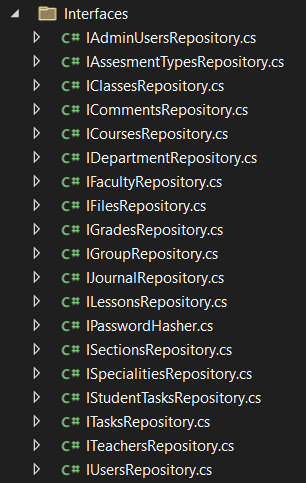 Interfaces
C# IAdminUsersRepository.cs
C# IAssesmentTypesRepository.cs
C# IClassesRepository.cs
C# ICommentsRepository.cs
C# ICoursesRepository.cs
C# IDepartmentRepository.cs
C# IFacultyRepository.cs
C# IFilesRepository.cs
C# IGradesRepository.cs
C# IGroupRepository.cs
C# IJournalRepository.cs
C# ILessonsRepository.cs
C# IPasswordHasher.cs
C# ISectionsRepository.cs
C# ISpecialitiesRepository.cs
C# IStudentTasksRepository.cs
C# ITasksRepository.cs
C# ITeachersRepository.cs
C# IUsersRepository.cs